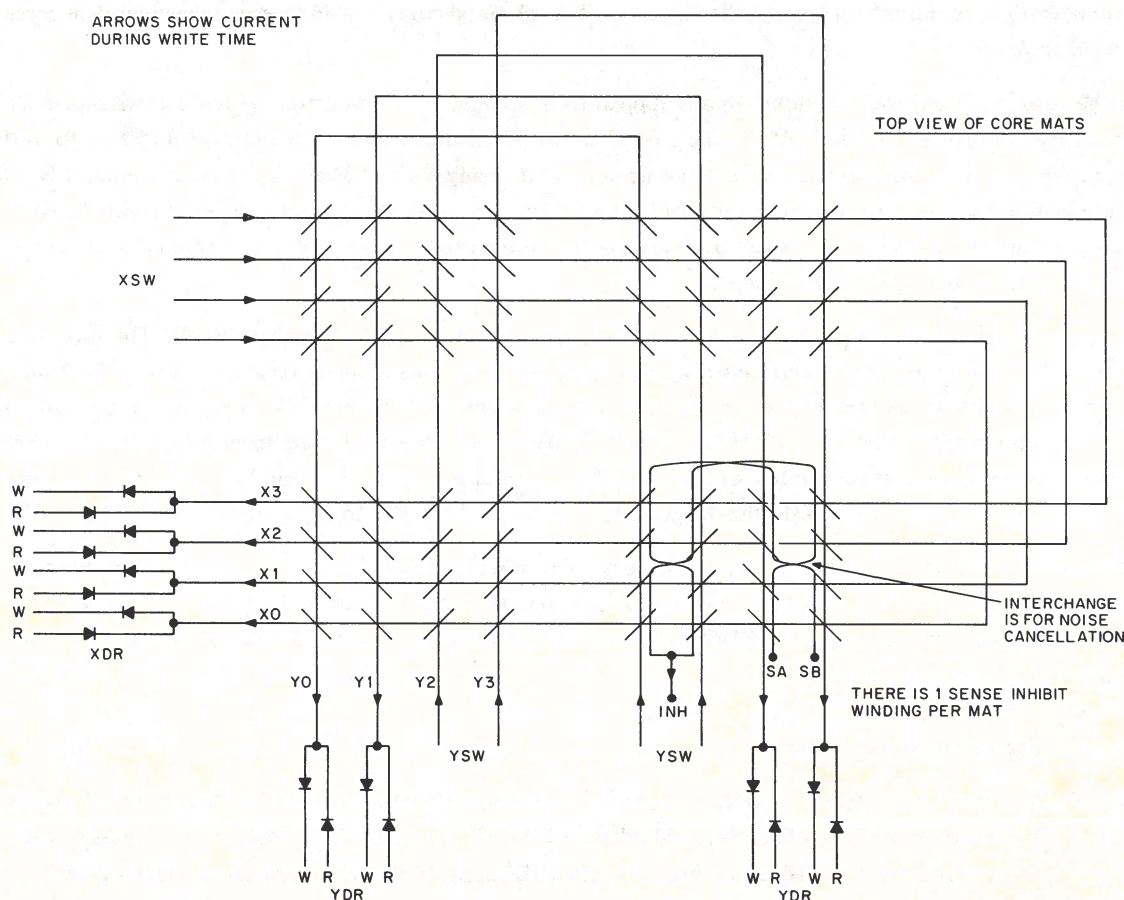 ARROWS SHOW CURRENT
DURING WRITE TIME
TOP VIEW OF CORE MATS
XSW
W
R
W
R
W
R
W
R
XDR
X3
X2
X1
X0
INTERCHANGE
IS FOR NOISE
CANCELLATION
SA SB
INH
THERE IS 1 SENSE INHIBIT
WINDING PER MAT
Y0 Y1 Y2 Y3
YSW
YSW
W R W R
YDR
W R W R
YDR